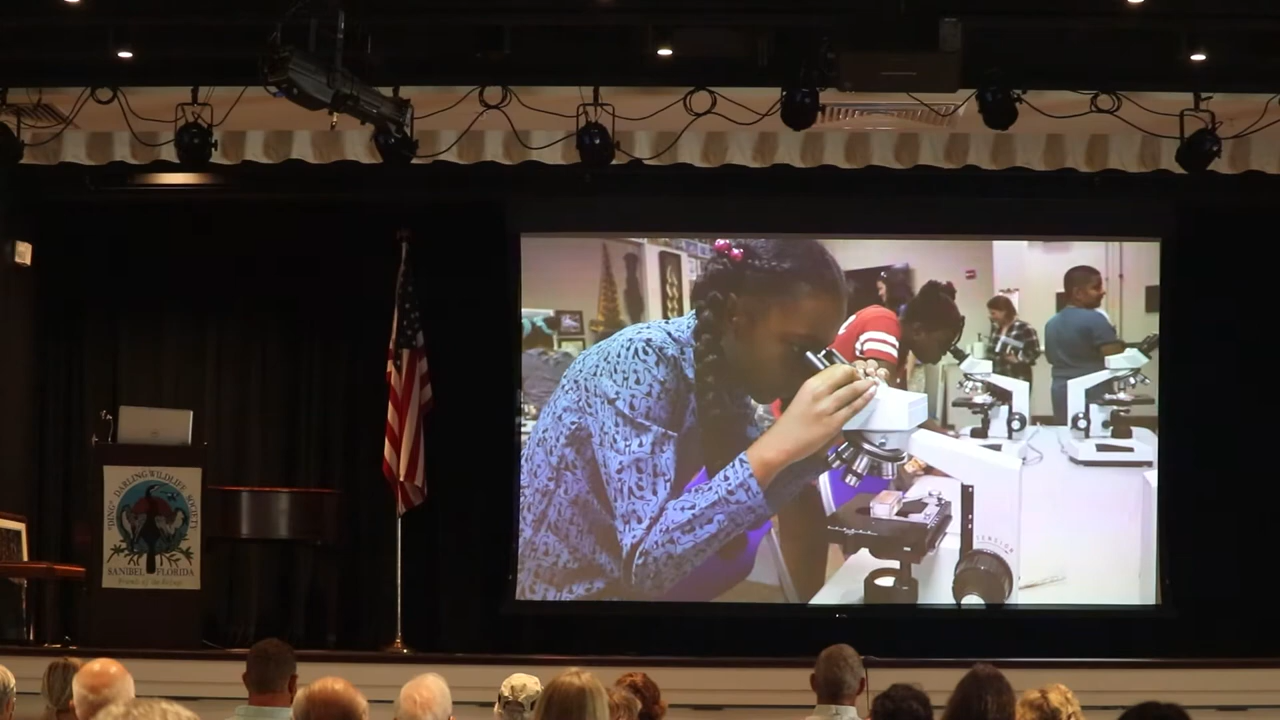 "DING" DARLING WILDLIFE SOCIETY
SANIBEL FLORIDA
Friends of the Refuge